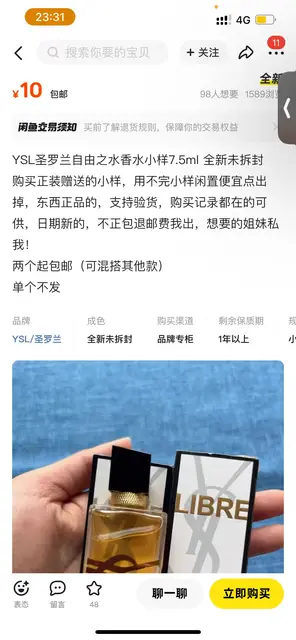 23:31
4G
搜索你要的宝贝
+ 关注
11
¥10 包邮
全新
98人想要 1589浏
闲鱼交易须知 买前了解退货规则,保障你的交易权益
YSL圣罗兰自由之水香水小样7.5ml 全新未拆封
购买正装赠送的小样,用不完小样闲置便宜点出
掉,东西正品的,支持验货,购买记录都在的可
供,日期新的,不正包退邮费我出,想要的姐妹私
我!
两个起包邮(可混搭其他款)
单个不发
品牌 成色 购买渠道 剩余保质期 规
YSL/圣罗兰 全新未拆封 品牌专柜 1年以上 小
LIBRE
表态 留言 48
聊一聊
立即购买